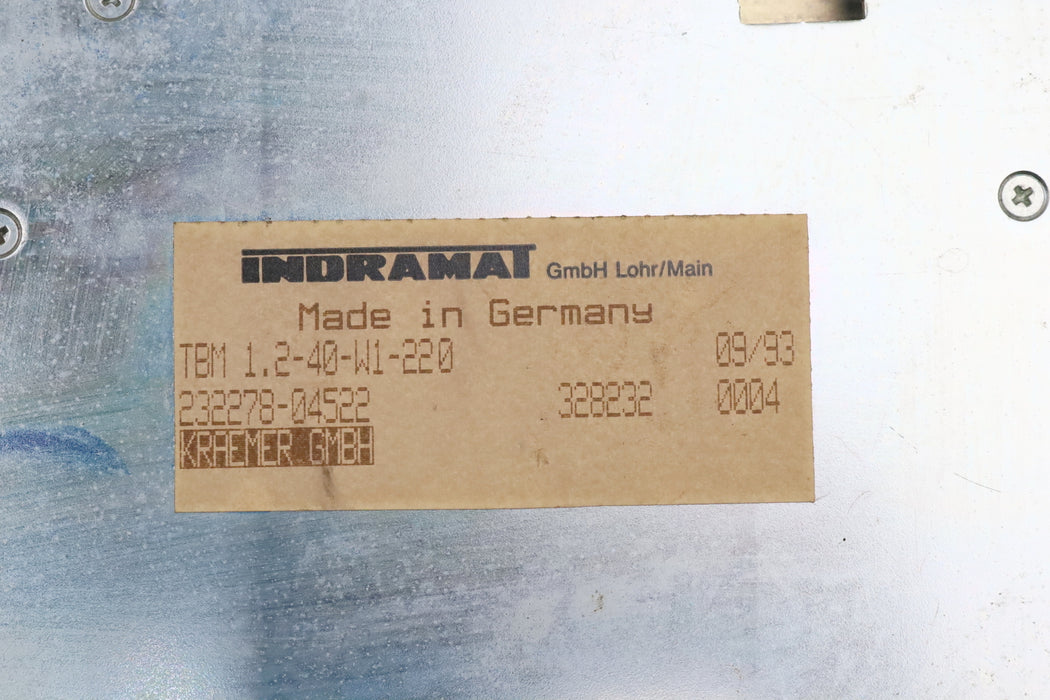 INDRAMAT GmbH Lohr/Main
Made in Germany
TBM 1.2-40-W1-220 09/93
232278-04522 328232 0004
KRAEMER GMBH